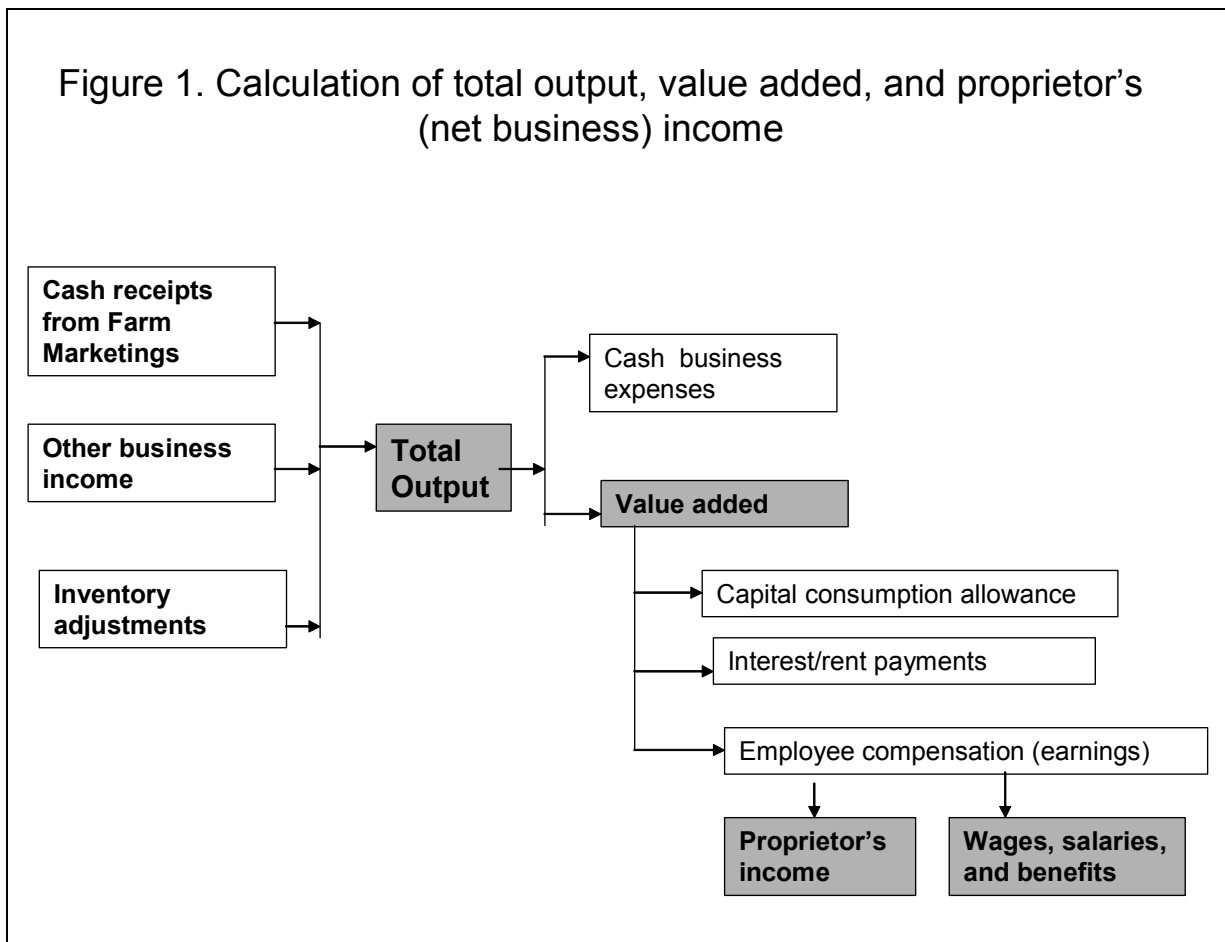 Figure 1. Calculation of total output, value added, and proprietor’s
(net business) income
Cash receipts
from Farm
Marketings
Other business
income
Inventory
adjustments
Total
Output
Cash business
expenses
Value added
Capital consumption allowance
Interest/rent payments
Employee compensation (earnings)
Proprietor’s
income
Wages, salaries,
and benefits